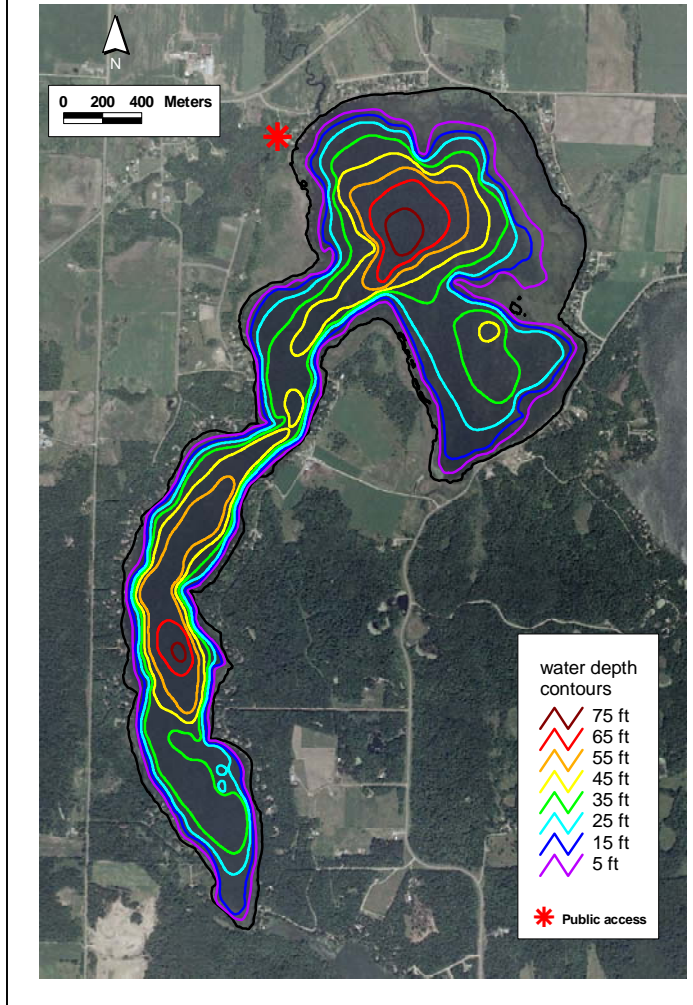 N
0 200 400 Meters
water depth
contours
75 ft
65 ft
55 ft
45 ft
35 ft
25 ft
15 ft
5 ft
Public access